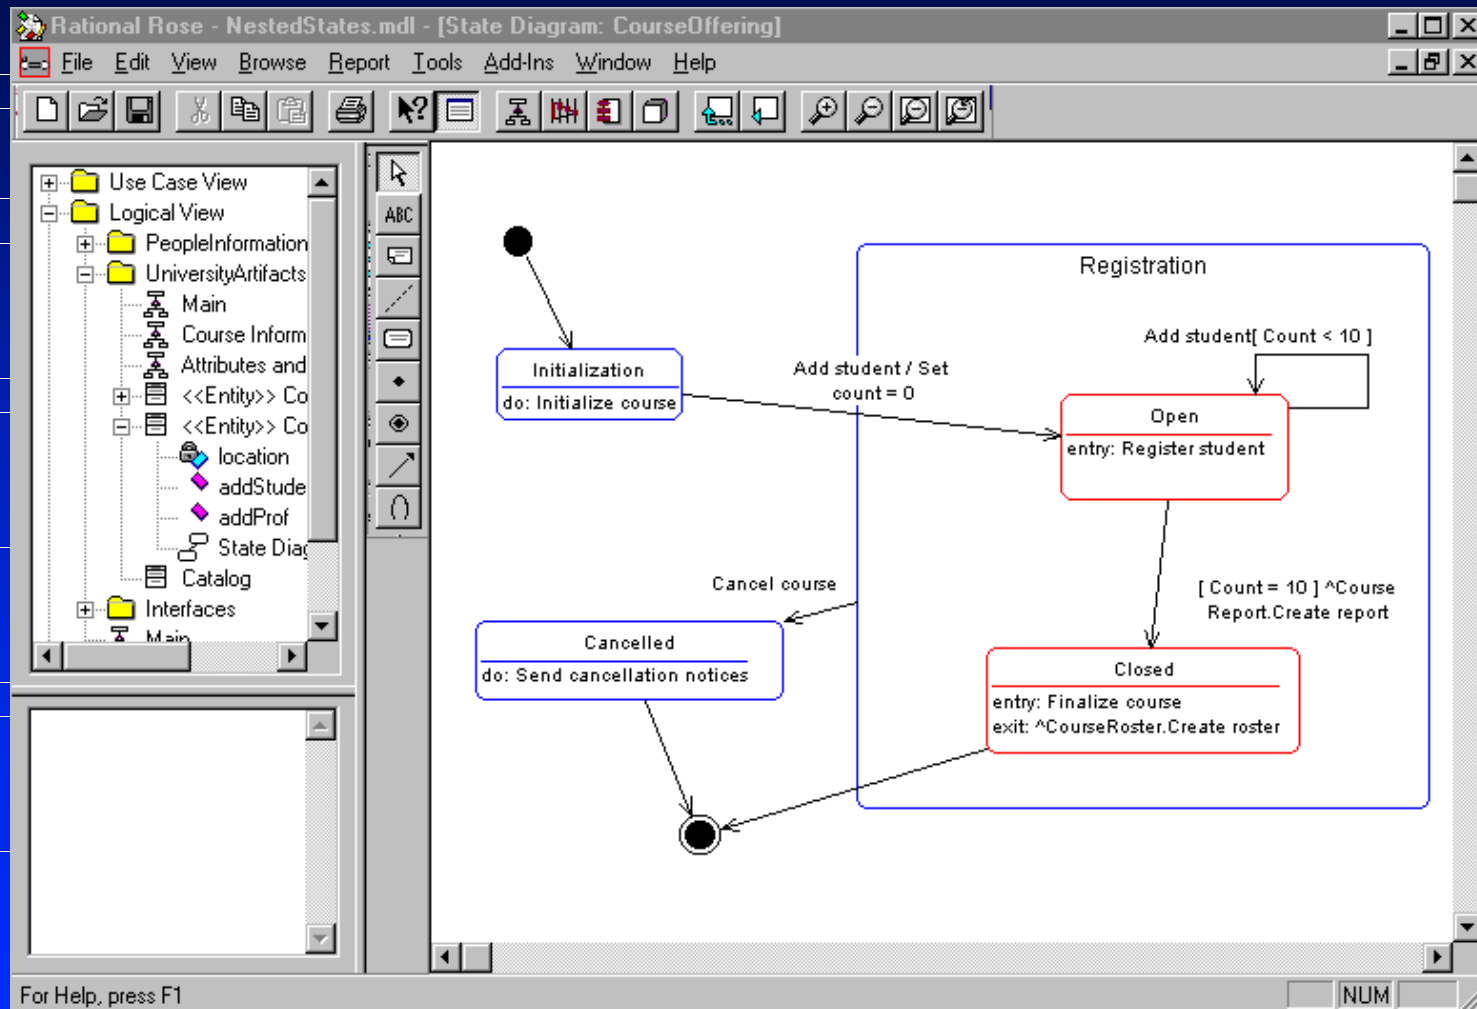 Rational Rose - NestedStates.mdl - [State Diagram: CourseOffering]
File Edit View Browse Report Tools Add-Ins Window Help
ABC
Use Case View
Logical View
PeopleInformation
UniversityArtifacts
Main
Course Inform
Attributes and
<<Entity>> Co
<<Entity>> Co
location
addStude
addProf
State Diag
Catalog
Interfaces
Main
Registration
Add student[ Count < 10 ]
Initialization
do: Initialize course
Add student / Set
count = 0
Open
entry: Register student
Cancel course
[ Count = 10 ] ^Course
Report.Create report
Cancelled
do: Send cancellation notices
Closed
entry: Finalize course
exit: ^CourseRoster.Create roster
For Help, press F1
NUM